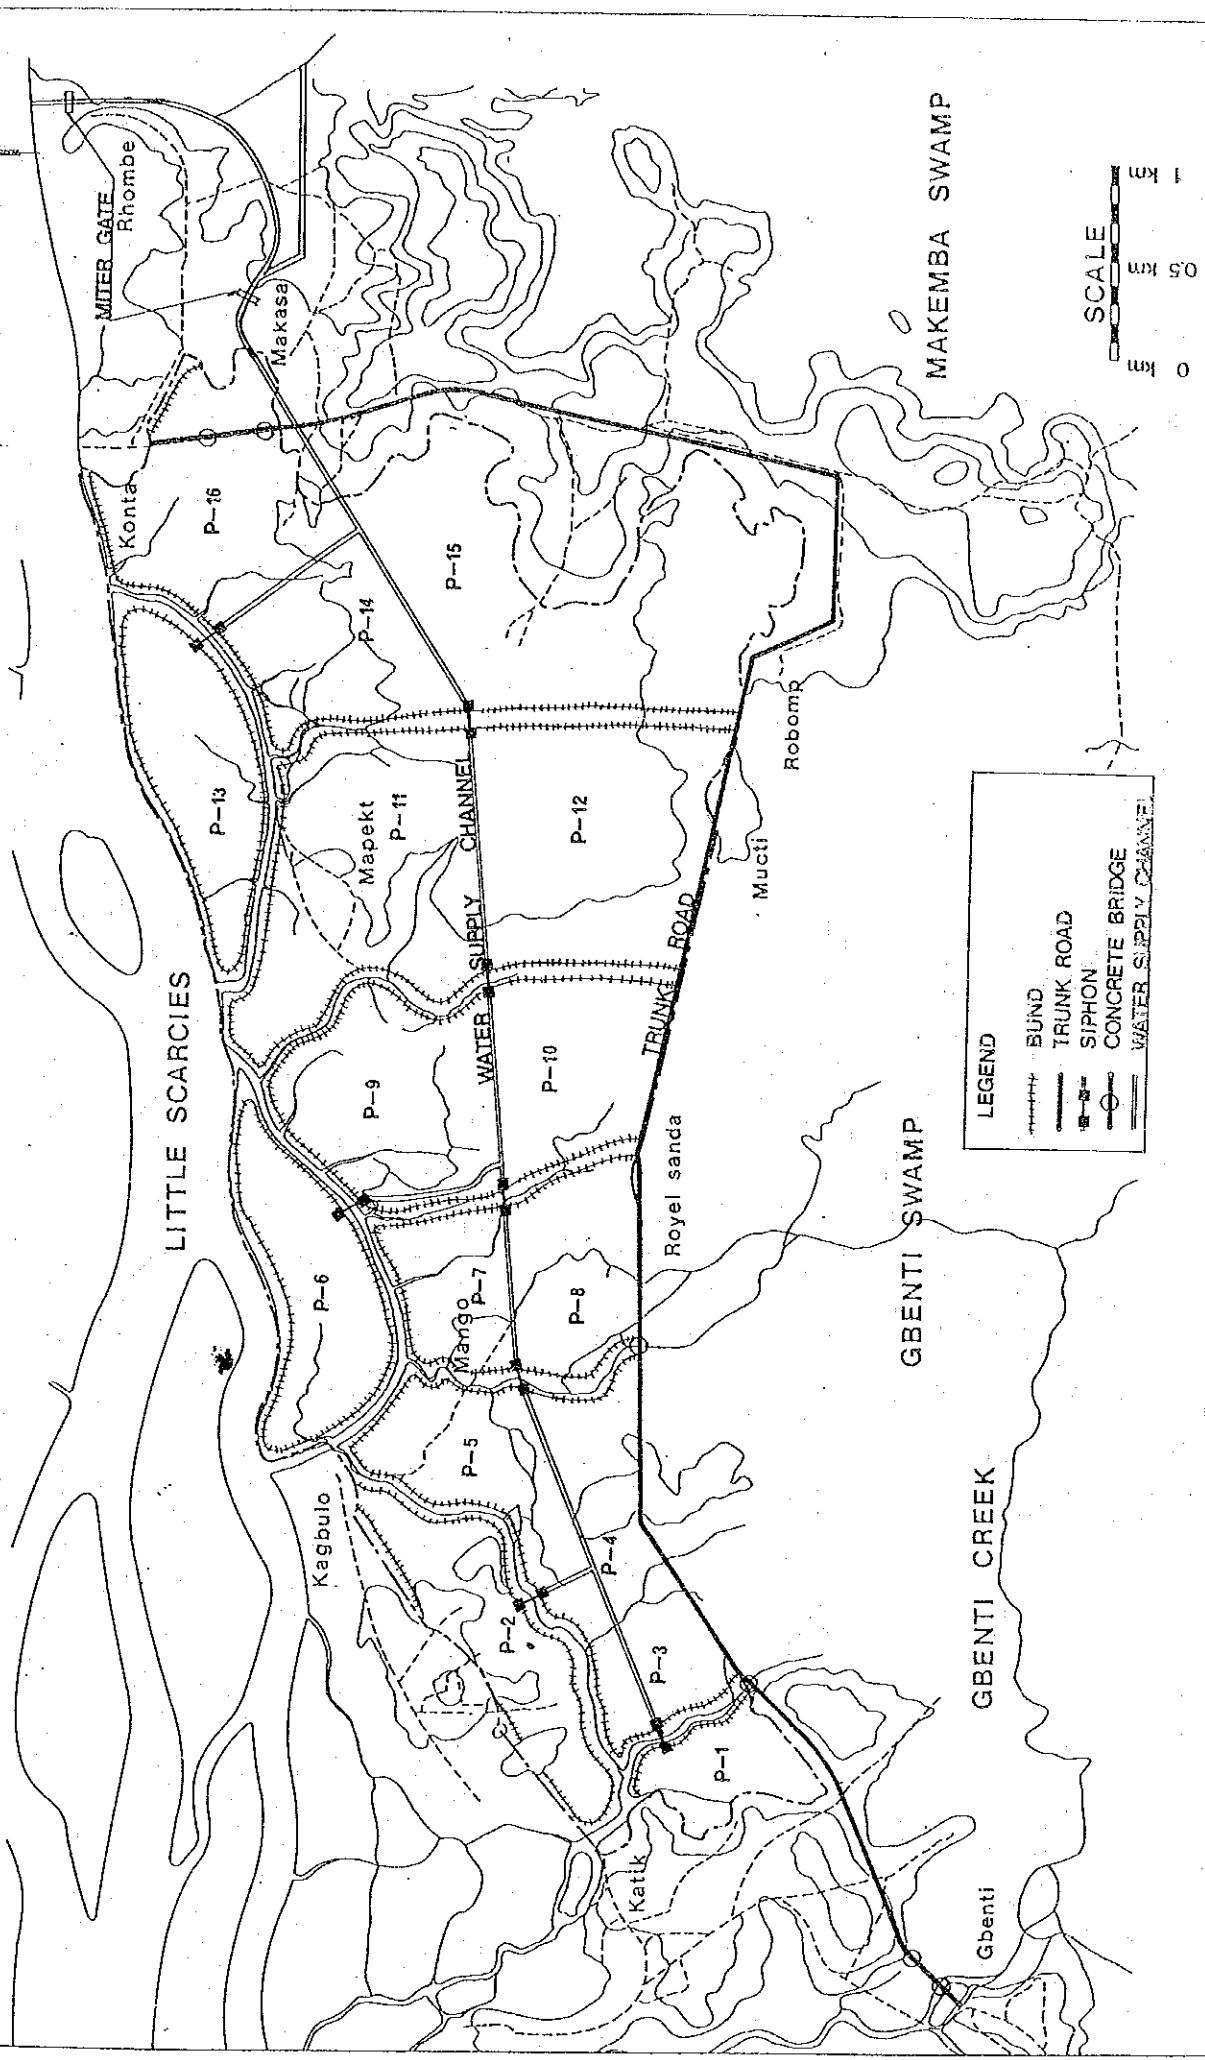 LITTLE SCARCIES
MITER GATE
Rhombe
Makasa
Konta
P-16
P-15
P-14
P-13
Mapekt
P-11
P-12
WATER SUPPLY CHANNEL
TRUNK ROAD
Robomp
Mucti
P-9
P-10
Royel sanda
P-6
P-7
Mango
P-8
P-5
Kagbulo
P-4
P-2
P-3
P-1
Katik
Gbenti
MAKEMBA SWAMP
GBENTI SWAMP
GBENTI CREEK
SCALE
0 km
0.5 km
1 km
LEGEND
BUND
TRUNK ROAD
SIPHON
CONCRETE BRIDGE
WATER SUPPLY CHANNEL